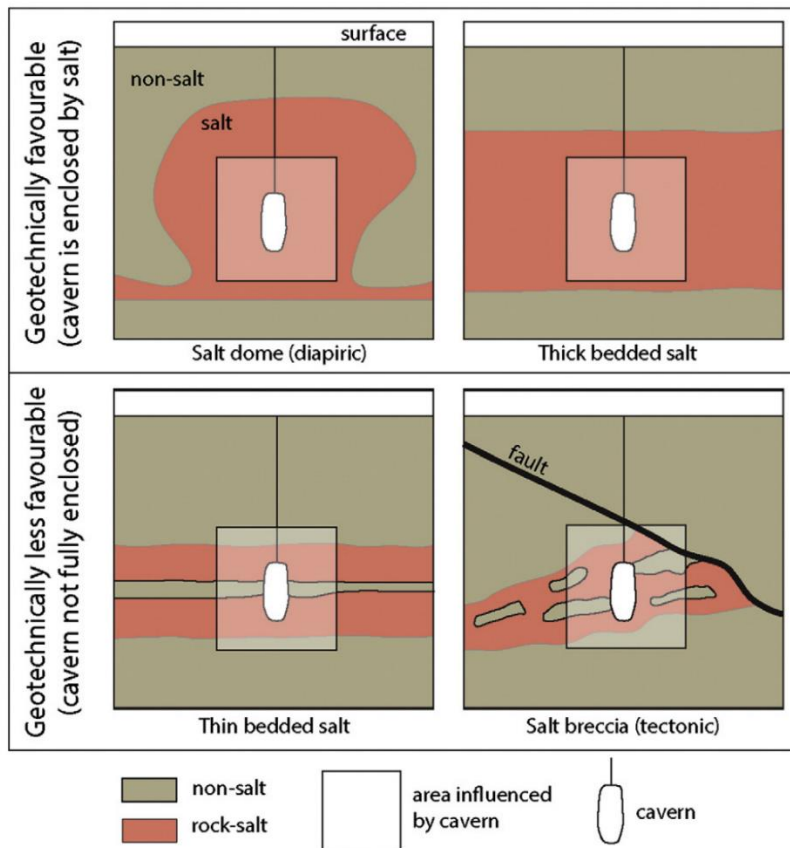 Geotechnically favourable
(cavern is enclosed by salt)
surface
non-salt
salt
Salt dome (diapiric)
Thick bedded salt
Geotechnically less favourable
(cavern not fully enclosed)
fault
Thin bedded salt
Salt breccia (tectonic)
non-salt
rock-salt
area influenced
by cavern
cavern